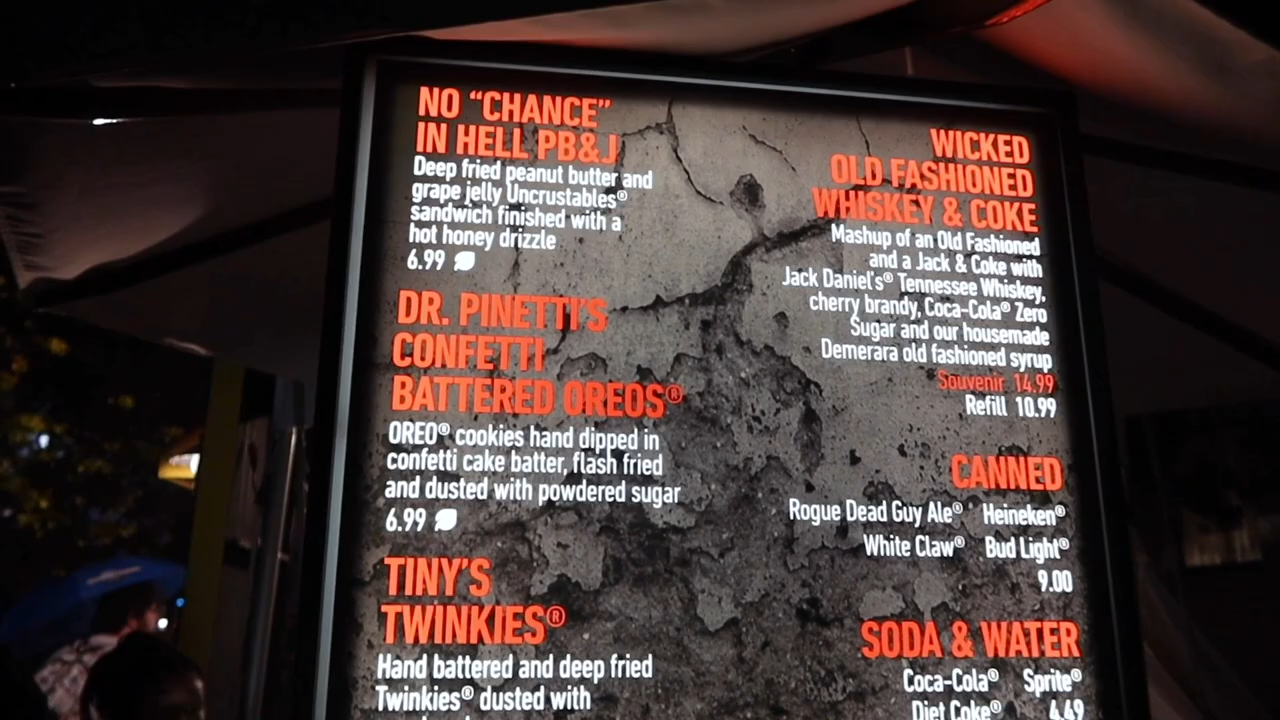 NO “CHANCE”
IN HELL PB&J
Deep fried peanut butter and
grape jelly Uncrustables®
sandwich finished with a
hot honey drizzle
6.99
DR. PINETTI'S
CONFETTI
BATTERED OREOS®
OREO® cookies hand dipped in
confetti cake batter, flash fried
and dusted with powdered sugar
6.99
TINY'S
TWINKIES®
Hand battered and deep fried
Twinkies® dusted with
WICKED
OLD FASHIONED
WHISKEY & COKE
Mashup of an Old Fashioned
and a Jack & Coke with
Jack Daniel's® Tennessee Whiskey,
cherry brandy, Coca-Cola® Zero
Sugar and our housemade
Demerara old fashioned syrup
Souvenir 14.99
Refill 10.99
CANNED
Rogue Dead Guy Ale® Heineken®
White Claw® Bud Light®
9.00
SODA & WATER
Coca-Cola® Sprite®
Diet Coke® 4.49